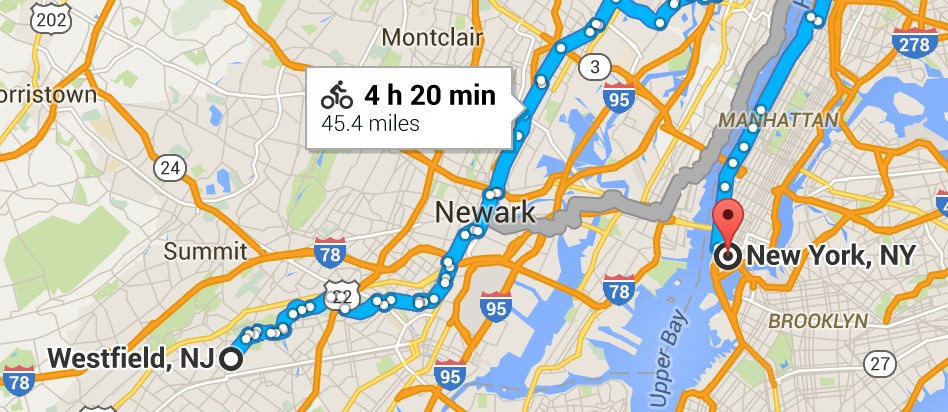 202
Montclair
3
278
orristown
4 h 20 min
45.4 miles
95
MANHATTAN
24
Newark
Summit
78
New York, NY
22
78
95
BROOKLYN
Upper Bay
Westfield, NJ
78
95
27